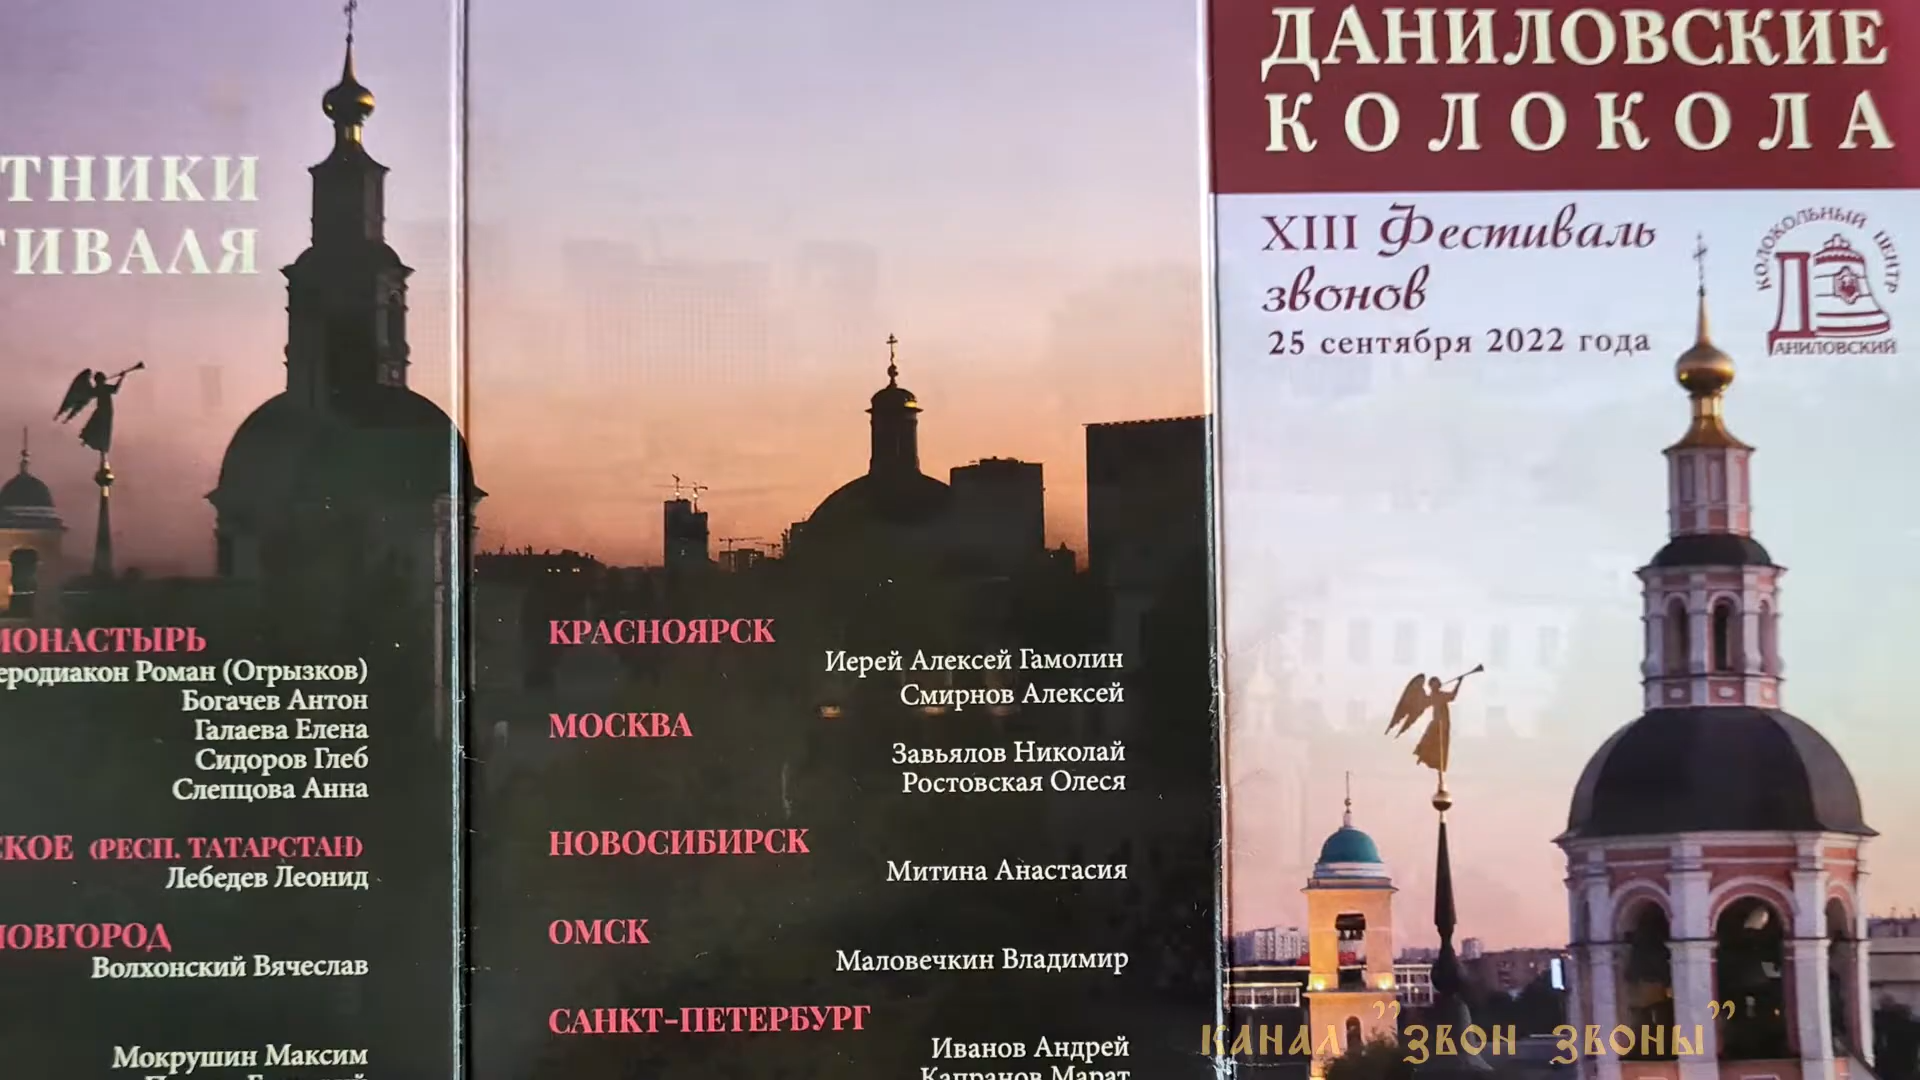 ТНИКИ
ТИВАЛЯ
МОНАСТЫРЬ
еродиакон Роман (Огрызков)
Богачев Антон
Галаева Елена
Сидоров Глеб
Слепцова Анна
СКОЕ (РЕСП. ТАТАРСТАН)
Лебедев Леонид
НОВГОРОД
Волхонский Вячеслав
Мокрушин Максим
КРАСНОЯРСК
Иерей Алексей Гамолин
Смирнов Алексей
МОСКВА
Завьялов Николай
Ростовская Олеся
НОВОСИБИРСК
Митина Анастасия
ОМСК
Маловечкин Владимир
САНКТ-ПЕТЕРБУРГ
Иванов Андрей
Капранов Марат
ДАНИЛОВСКИЕ
КОЛОКОЛА
XIII Фестиваль
звонов
25 сентября 2022 года
КОЛОКОЛЬНЫЙ ЦЕНТР
ДАНИЛОВСКИЙ
КАНАЛ "ЗВОН ЗВОНЫ"